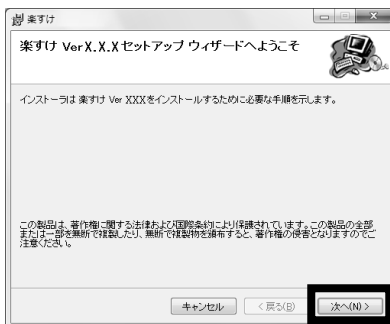 楽すけ
楽すけ VerX.X.Xセットアップ ウィザードへようこそ
インストーラは 楽すけ Ver XXXをインストールするために必要な手順を示します。
この製品は、著作権に関する法律および国際条約により保護されています。この製品の全部
または一部を無断で複製したり、無断で複製物を頒布すると、著作権の侵害となりますのでご
注意ください。
キャンセル
< 戻る(B)
次へ(N) >